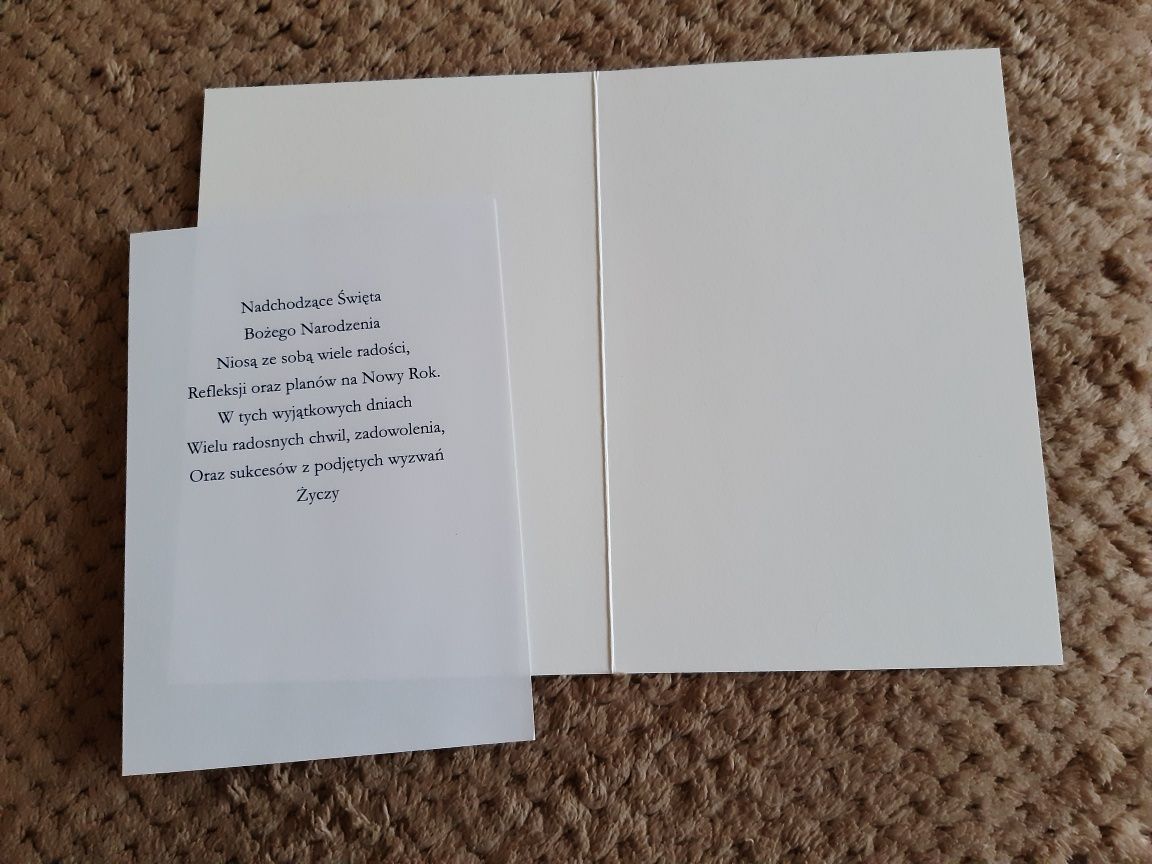 Nadchodzące Święta
Bożego Narodzenia
Niosą ze sobą wiele radości,
Refleksji oraz planów na Nowy Rok.
W tych wyjątkowych dniach
Wielu radosnych chwil, zadowolenia,
Oraz sukcesów z podjętych wyzwań
Życzy